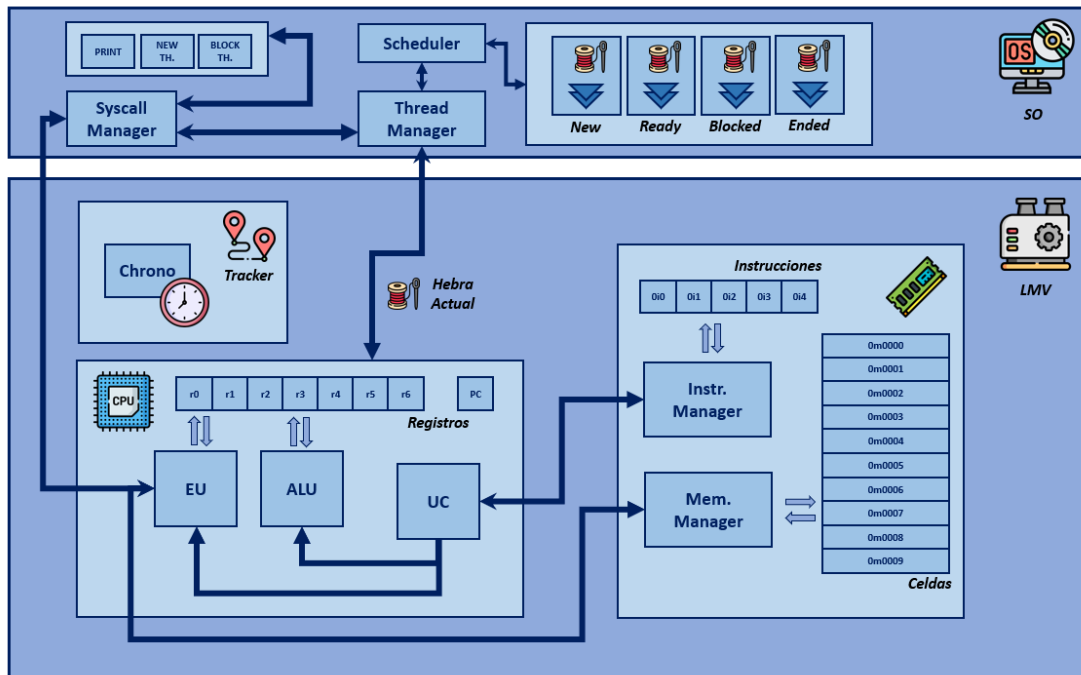 PRINT
NEW
TH.
BLOCK
TH.
Scheduler
OS
SO
Syscall
Manager
Thread
Manager
New
Ready
Blocked
Ended
Chrono
Tracker
Hebra
Actual
Instrucciones
0i0
0i1
0i2
0i3
0i4
LMV
CPU
r0
r1
r2
r3
r4
r5
r6
PC
Registros
EU
ALU
UC
Instr.
Manager
Mem.
Manager
0m0000
0m0001
0m0002
0m0003
0m0004
0m0005
0m0006
0m0007
0m0008
0m0009
Celdas